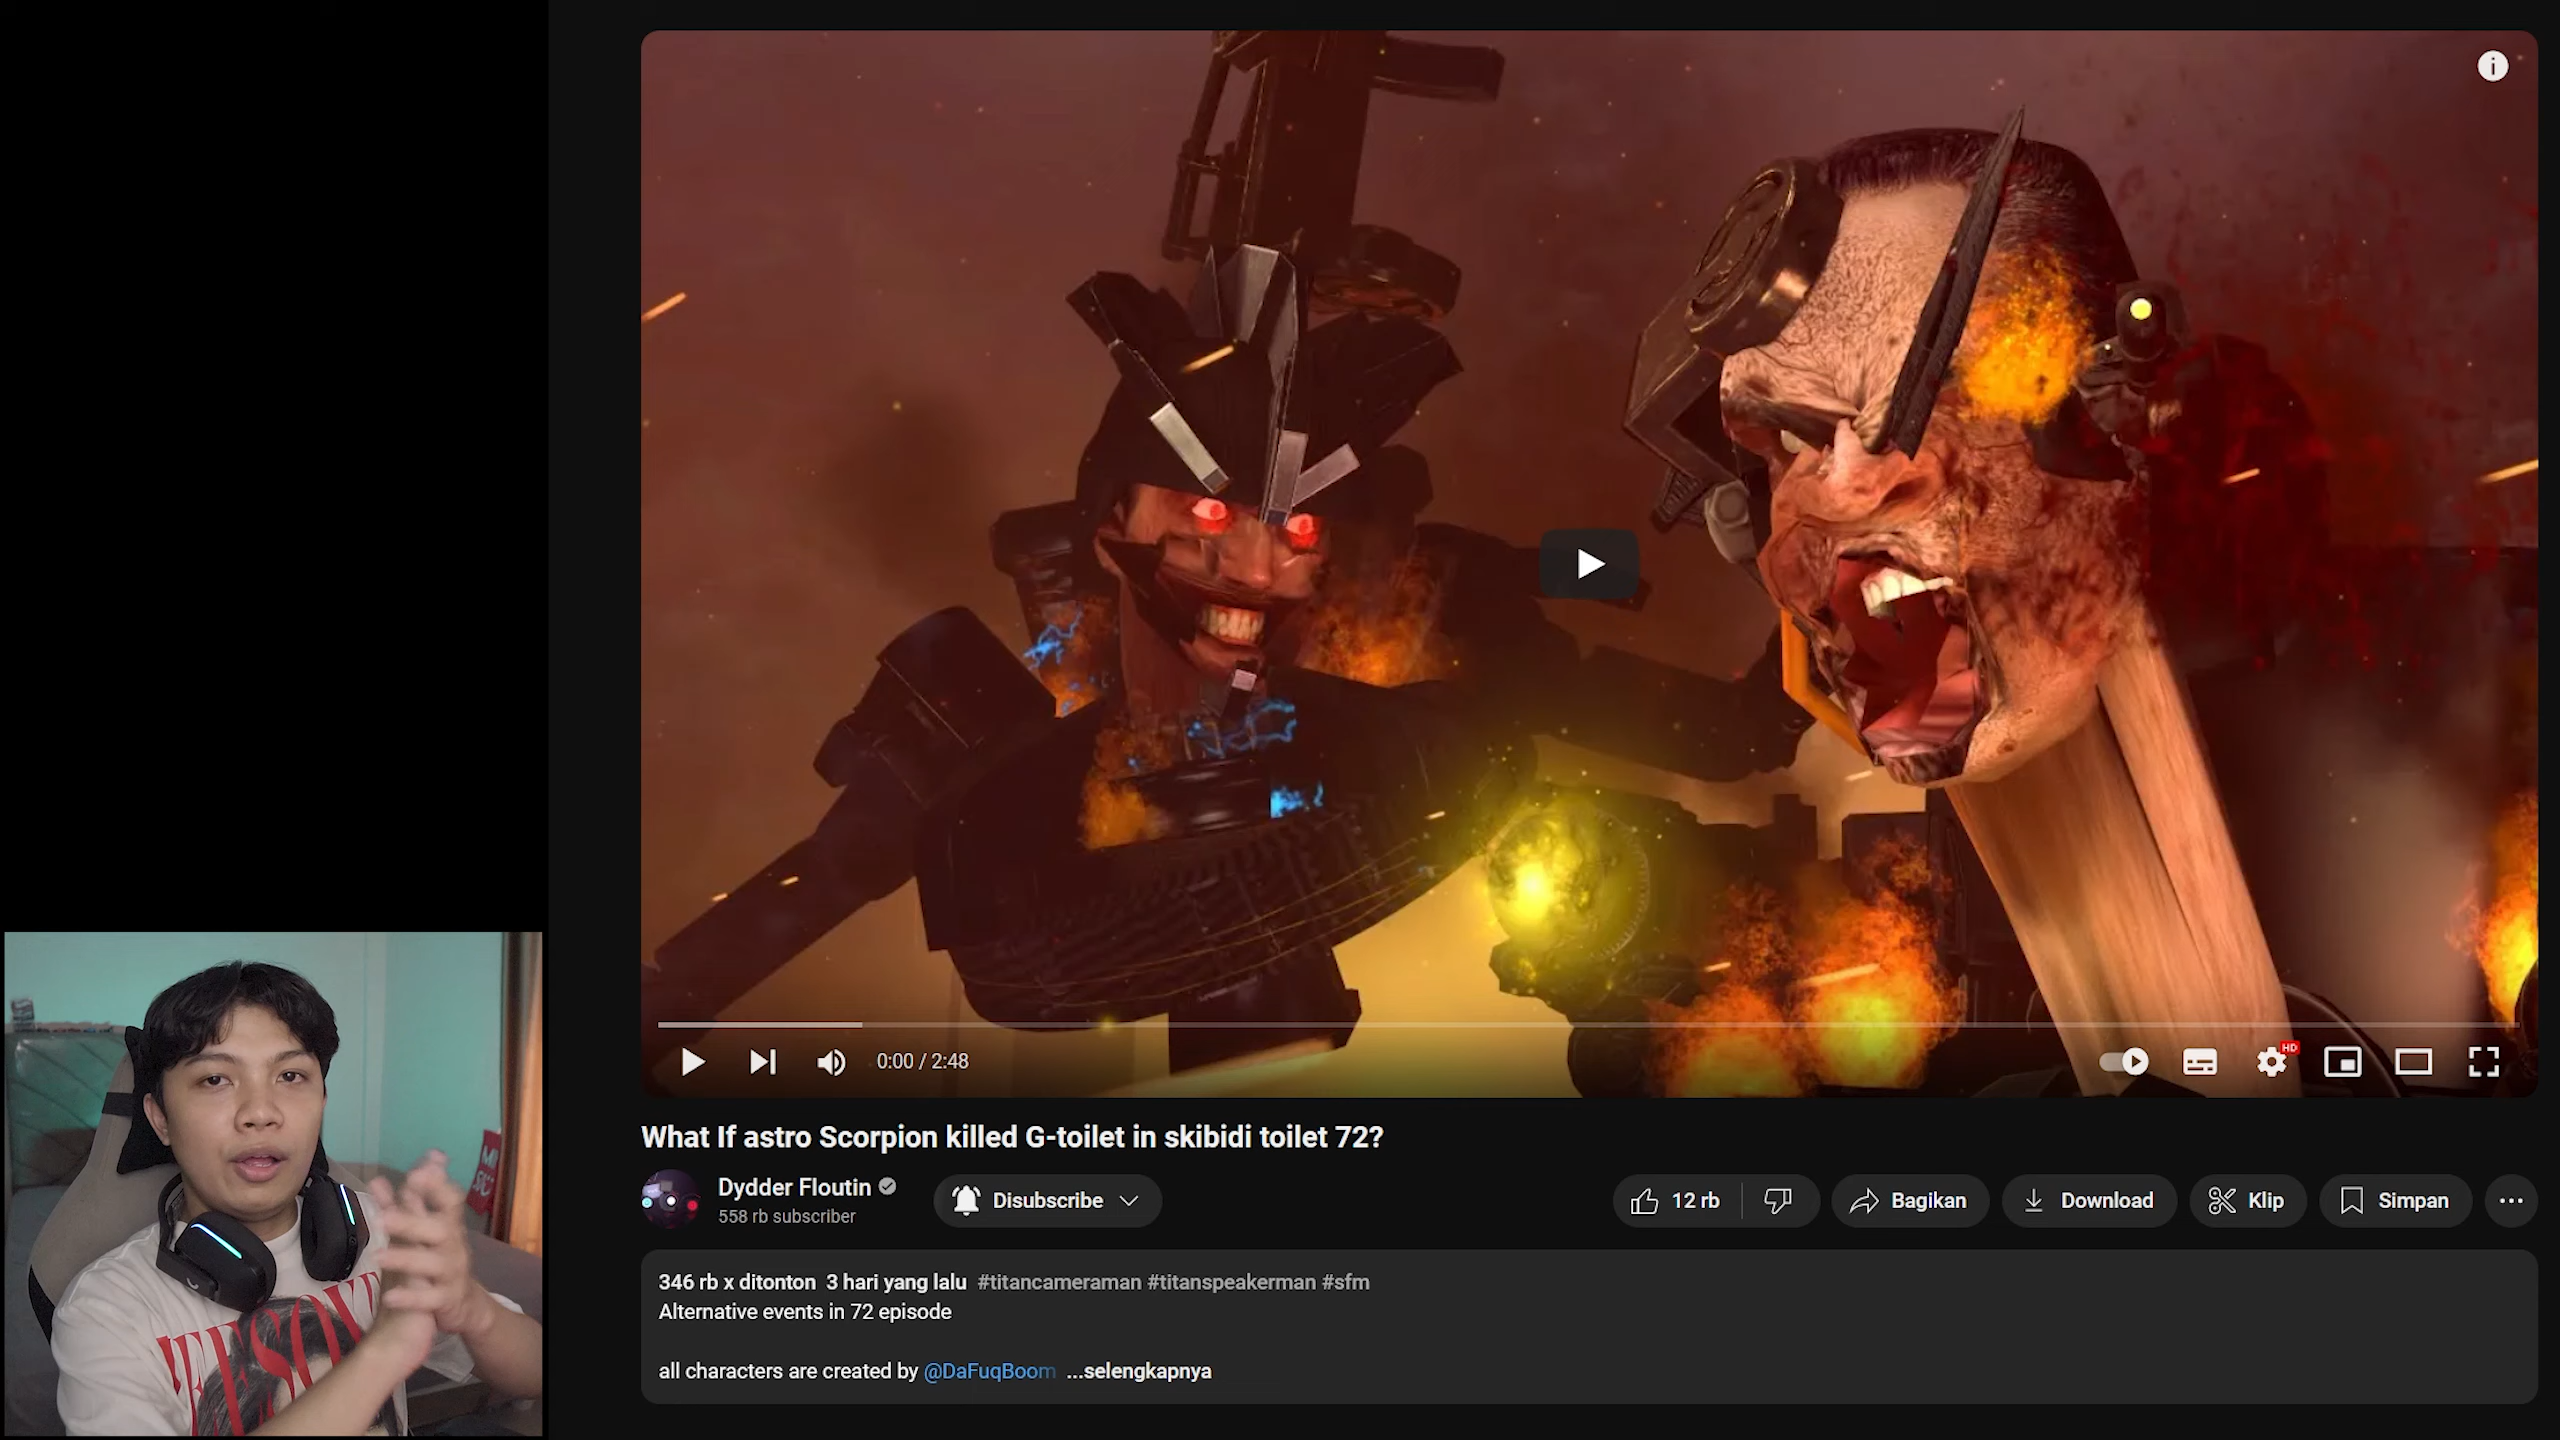 HD
0:00 / 2:48
What If astro Scorpion killed G-toilet in skibidi toilet 72?
Dydder Floutin
558 rb subscriber
Disubscribe
12 rb
Bagikan
Download
Klip
Simpan
346 rb x ditonton 3 hari yang lalu #titancameraman #titanspeakerman #sfm
Alternative events in 72 episode
all characters are created by @DaFuqBoom ...selengkapnya